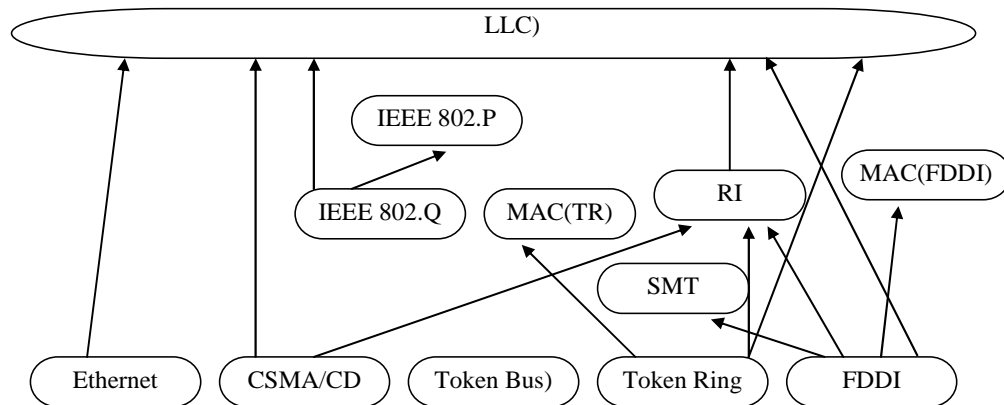 LLC)
IEEE 802.P
MAC(FDDI)
RI
IEEE 802.Q
MAC(TR)
SMT
Ethernet
CSMA/CD
Token Bus)
Token Ring
FDDI